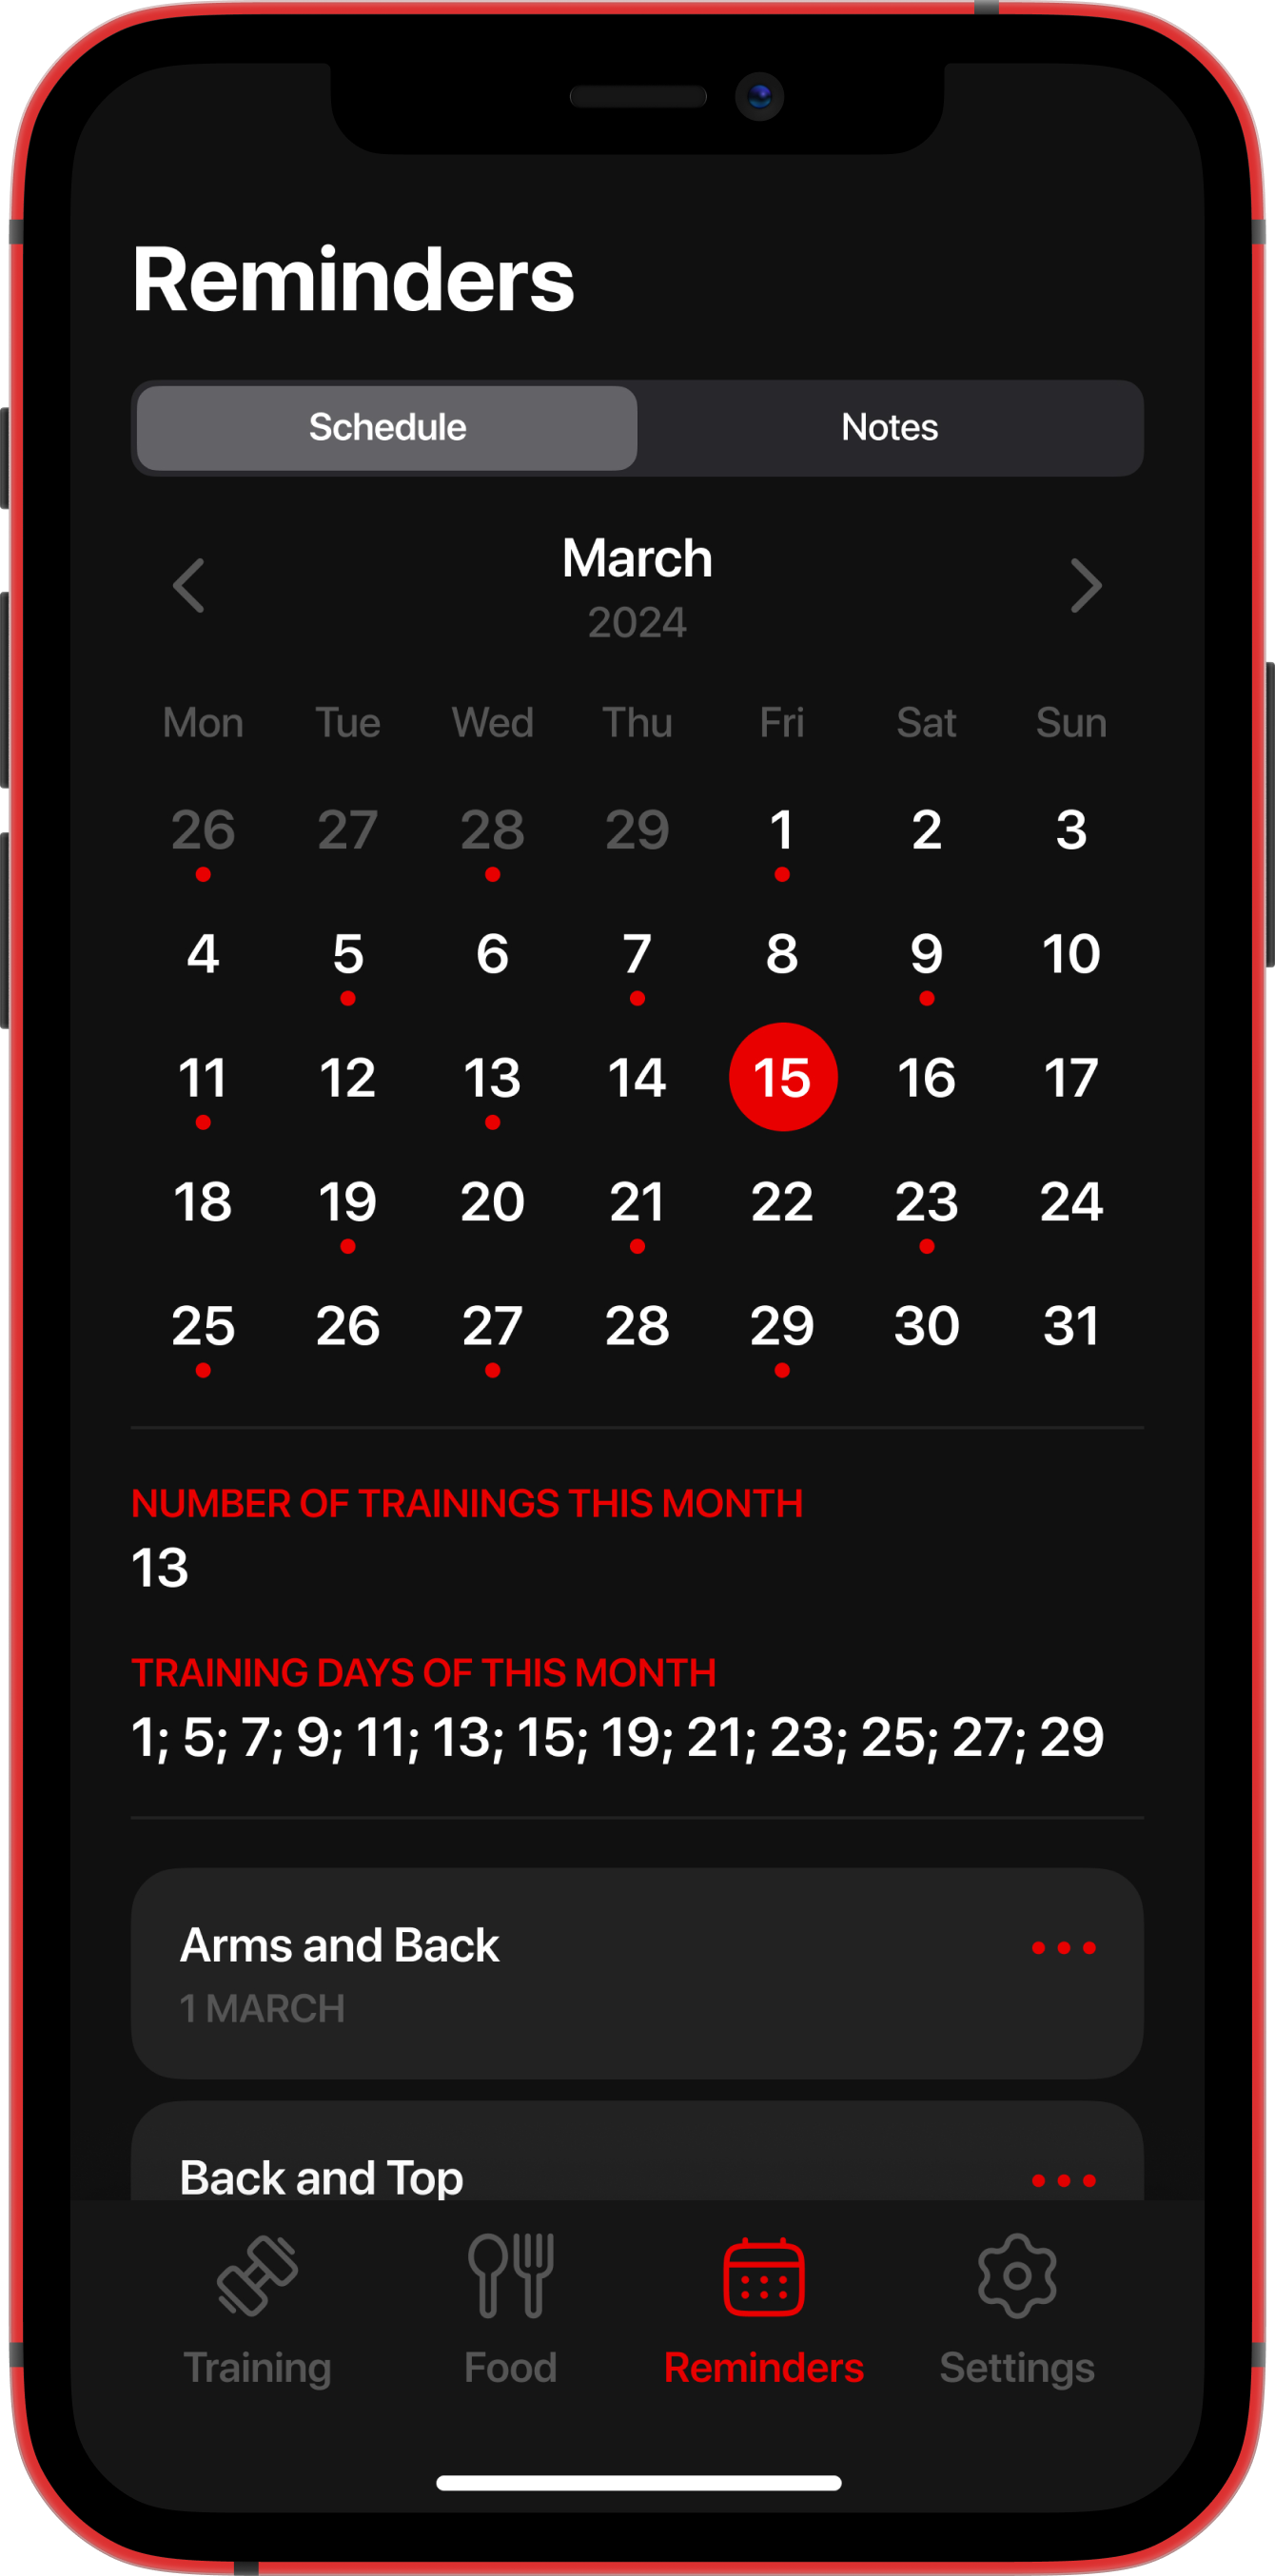 Reminders
Schedule Notes
March
2024
Mon Tue Wed Thu Fri Sat Sun
26 27 28 29 1 2 3
4 5 6 7 8 9 10
11 12 13 14 15 16 17
18 19 20 21 22 23 24
25 26 27 28 29 30 31
NUMBER OF TRAININGS THIS MONTH
13
TRAINING DAYS OF THIS MONTH
1; 5; 7; 9; 11; 13; 15; 19; 21; 23; 25; 27; 29
Arms and Back
1 MARCH
Back and Top
Training Food Reminders Settings